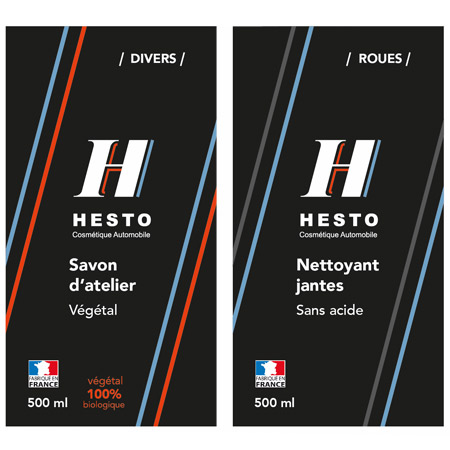 / DIVERS /
H
HESTO
Cosmétique Automobile
Savon
d'atelier
Végétal
FABRIQUÉ EN
FRANCE
500 ml
végétal
100%
biologique
/ ROUES /
H
HESTO
Cosmétique Automobile
Nettoyant
jantes
Sans acide
FABRIQUÉ EN
FRANCE
500 ml